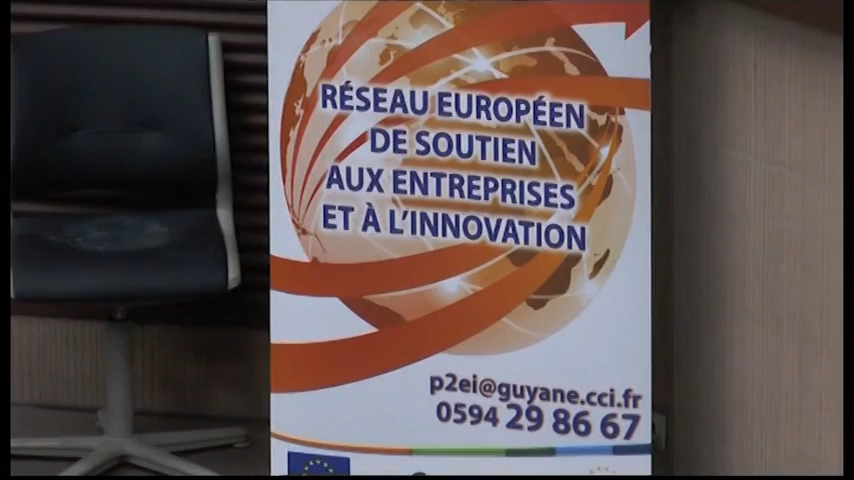 RÉSEAU EUROPÉEN
DE SOUTIEN
AUX ENTREPRISES
ET À L'INNOVATION
p2ei@guyane.cci.fr
0594 29 86 67